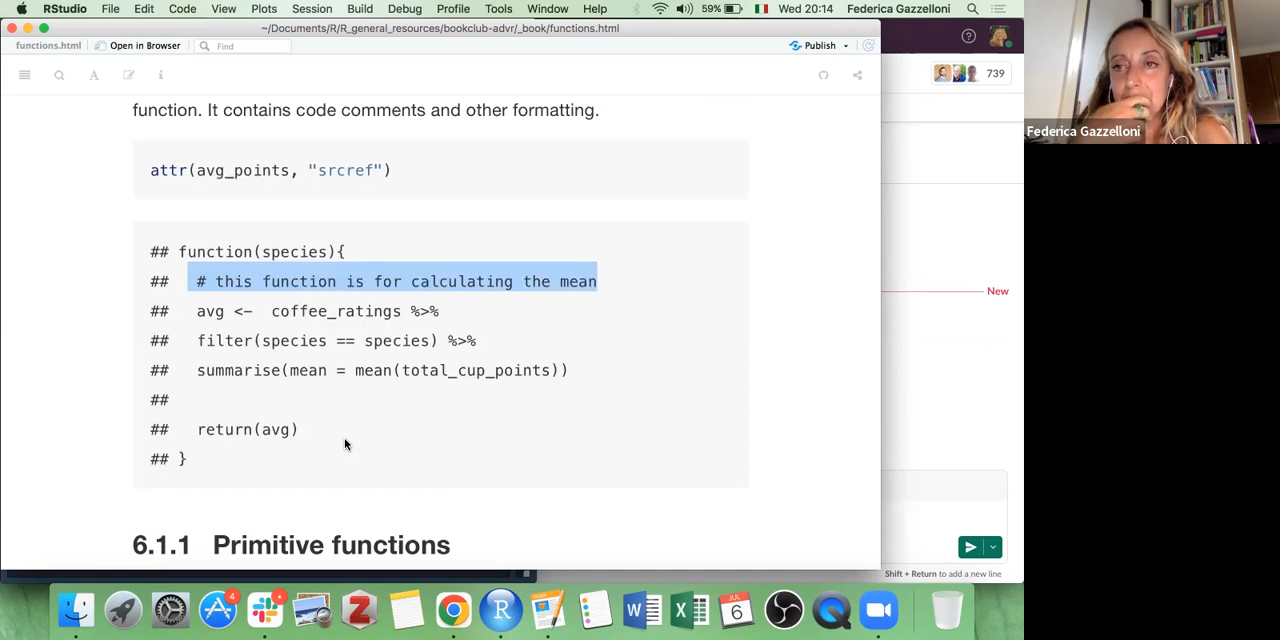 RStudio File Edit Code View Plots Session Build Debug Profile Tools Window Help 59% Wed 20:14 Federica Gazzelloni
~/Documents/R/R_general_resources/bookclub-advr/_book/functions.html
functions.html Open in Browser Find Publish
A i
739
function. It contains code comments and other formatting.
attr(avg_points, "srcref")
## function(species){
## # this function is for calculating the mean
## avg <- coffee_ratings %>%
## filter(species == species) %>%
## summarise(mean = mean(total_cup_points))
##
## return(avg)
## }
6.1.1 Primitive functions
New
Shift + Return to add a new line
Federica Gazzelloni
4
Z
R
W
X
JUL
6